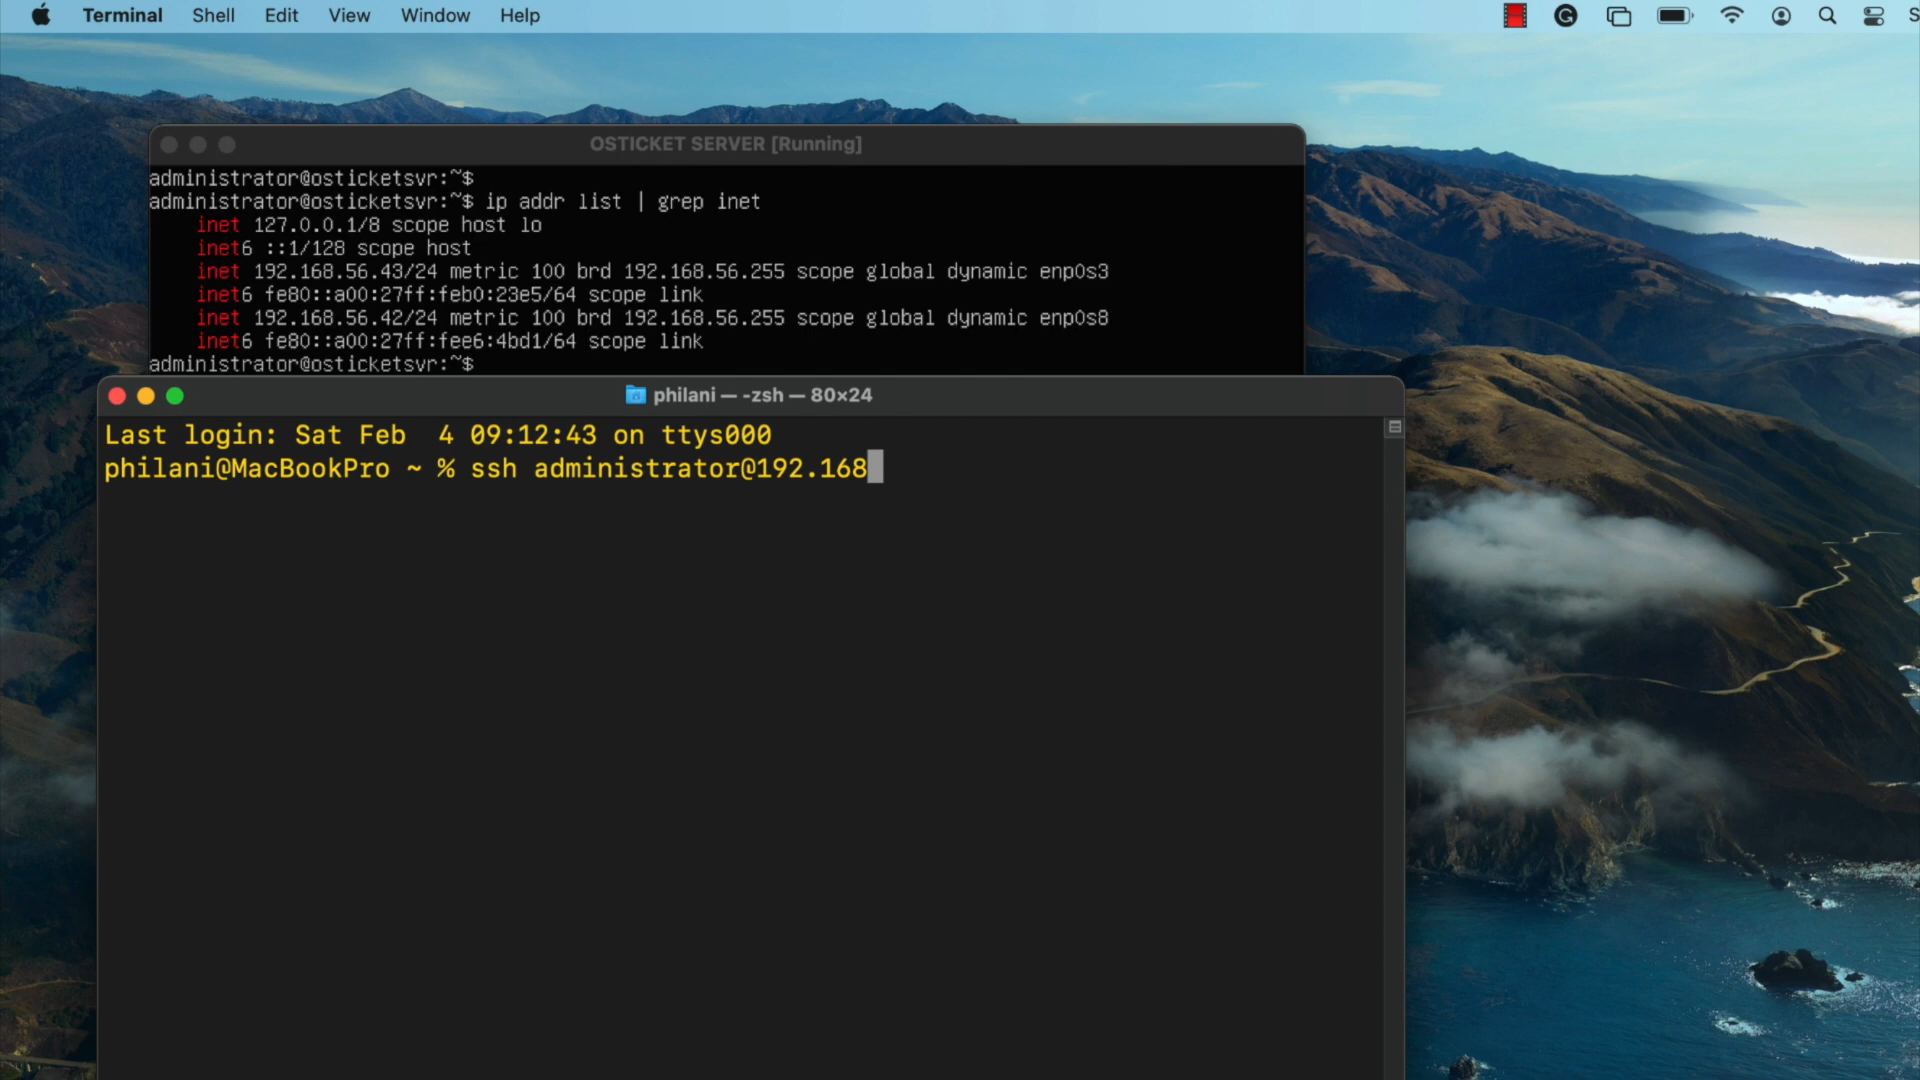 Terminal Shell Edit View Window Help
OSTICKET SERVER [Running]
administrator@osticketsvr:~$
administrator@osticketsvr:~$ ip addr list | grep inet
inet 127.0.0.1/8 scope host lo
inet6 ::1/128 scope host
inet 192.168.56.43/24 metric 100 brd 192.168.56.255 scope global dynamic enp0s3
inet6 fe80::a00:27ff:feb0:23e5/64 scope link
inet 192.168.56.42/24 metric 100 brd 192.168.56.255 scope global dynamic enp0s8
inet6 fe80::a00:27ff:fee6:4bd1/64 scope link
administrator@osticketsvr:~$
philani — -zsh — 80×24
Last login: Sat Feb  4 09:12:43 on ttys000
philani@MacBookPro ~ % ssh administrator@192.168